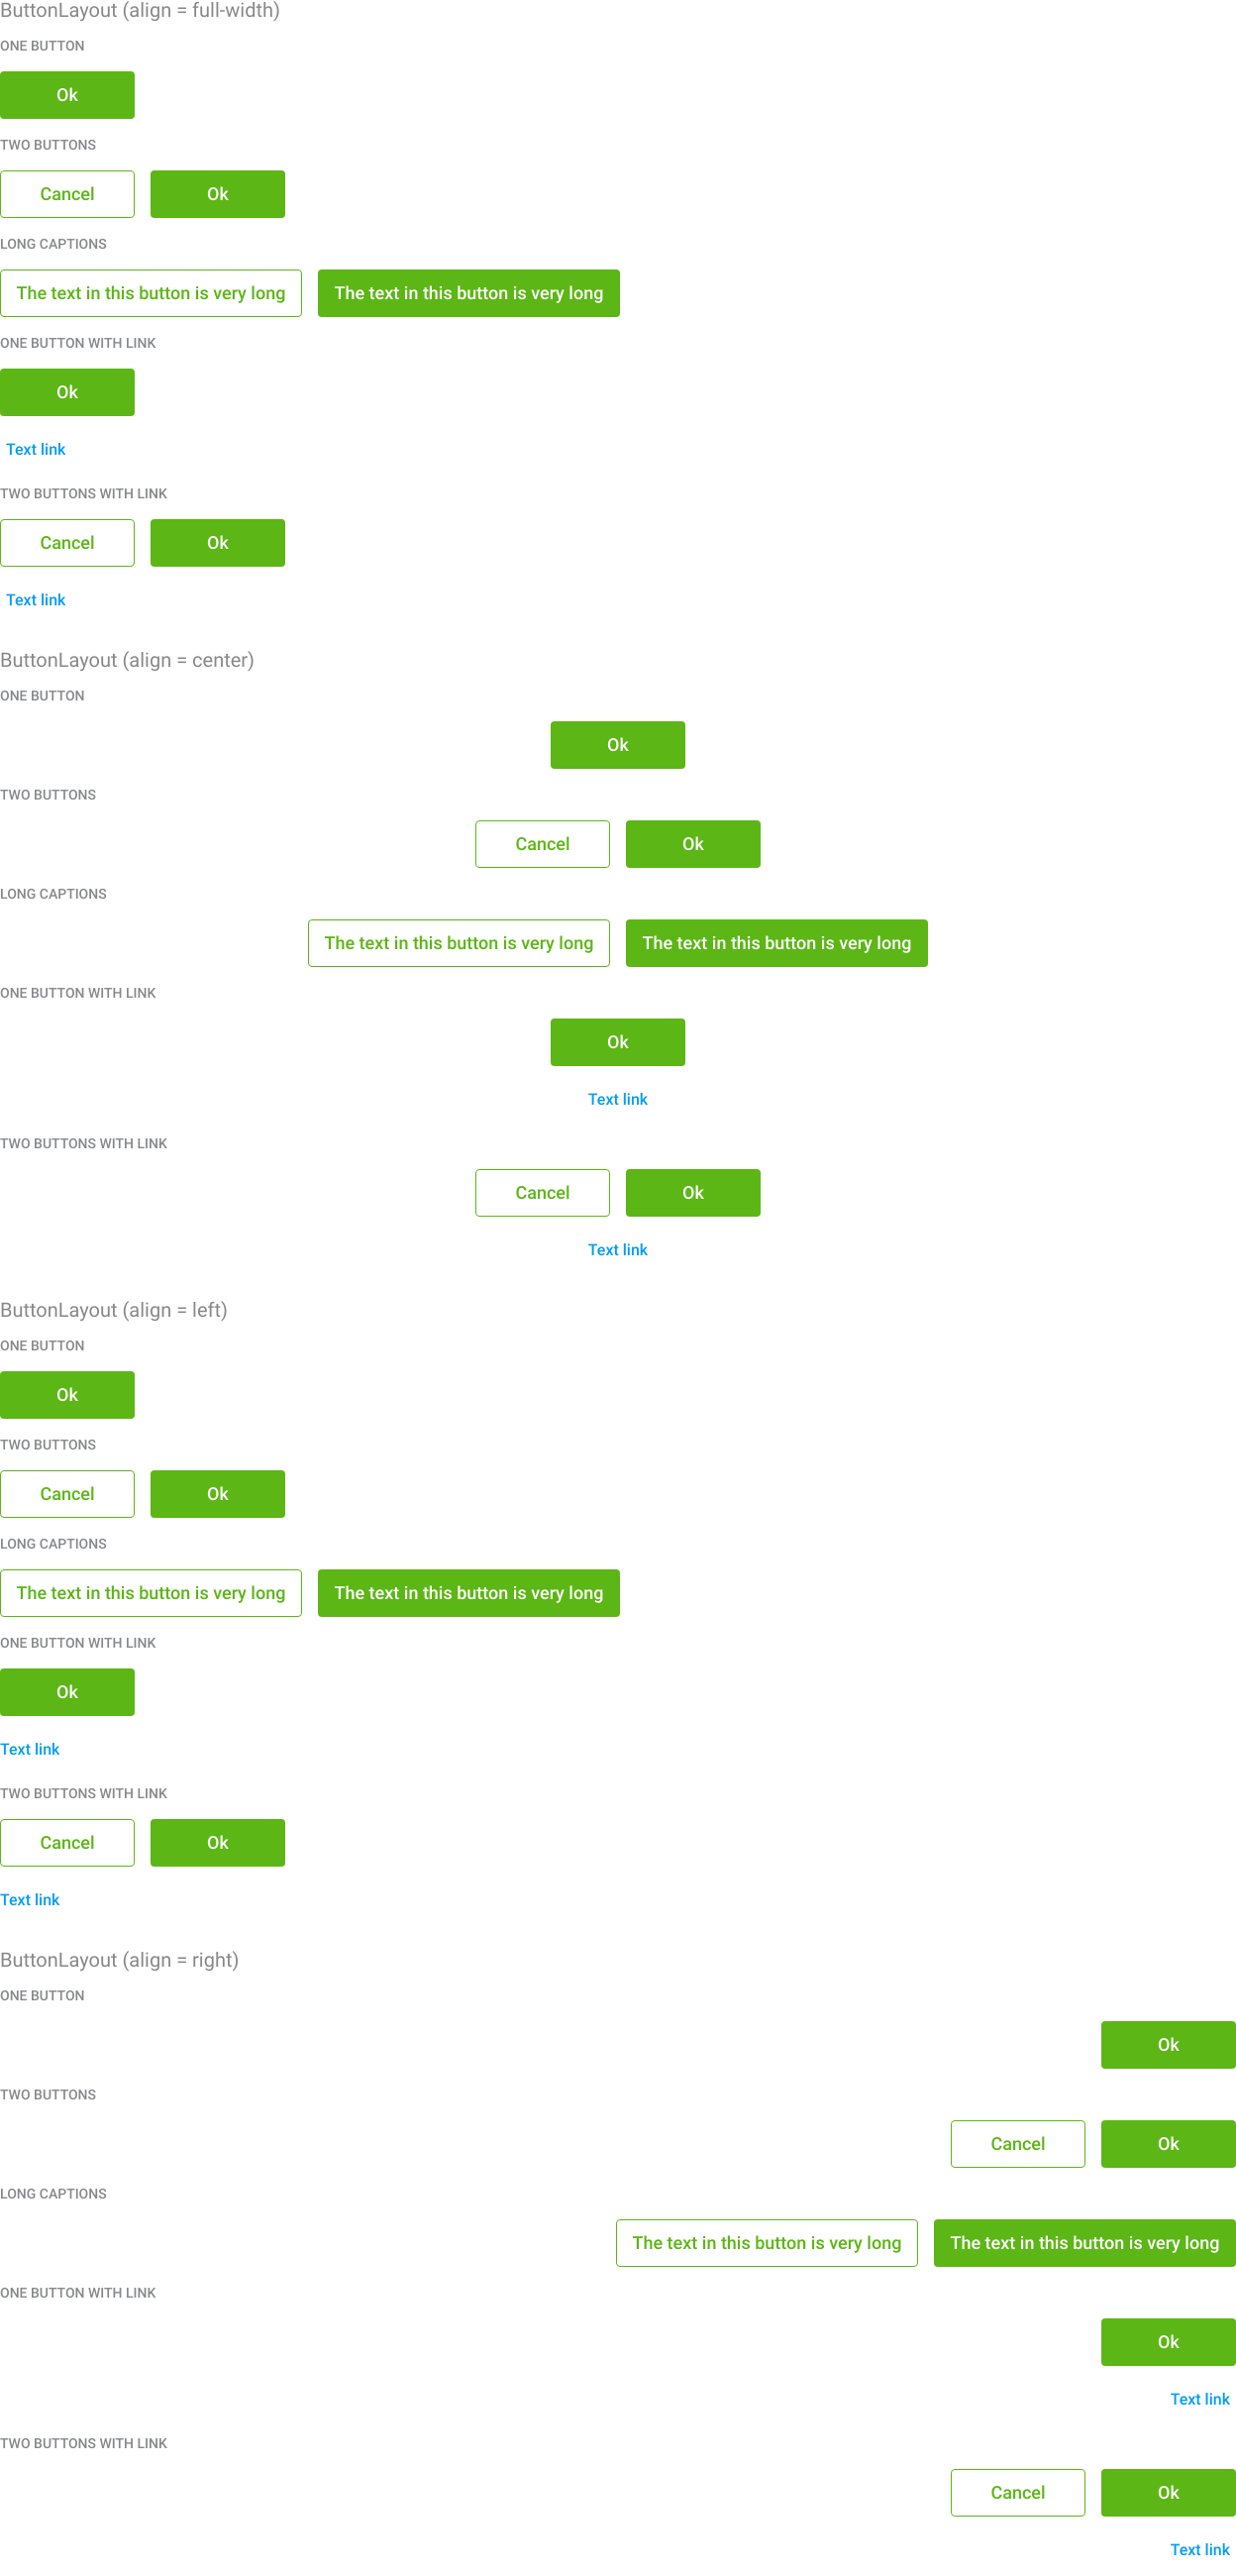 ButtonLayout (align = full-width)
ONE BUTTON
Ok
TWO BUTTONS
Cancel Ok
LONG CAPTIONS
The text in this button is very long The text in this button is very long
ONE BUTTON WITH LINK
Ok
Text link
TWO BUTTONS WITH LINK
Cancel Ok
Text link
ButtonLayout (align = center)
ONE BUTTON
Ok
TWO BUTTONS
Cancel Ok
LONG CAPTIONS
The text in this button is very long The text in this button is very long
ONE BUTTON WITH LINK
Ok
Text link
TWO BUTTONS WITH LINK
Cancel Ok
Text link
ButtonLayout (align = left)
ONE BUTTON
Ok
TWO BUTTONS
Cancel Ok
LONG CAPTIONS
The text in this button is very long The text in this button is very long
ONE BUTTON WITH LINK
Ok
Text link
TWO BUTTONS WITH LINK
Cancel Ok
Text link
ButtonLayout (align = right)
ONE BUTTON
Ok
TWO BUTTONS
Cancel Ok
LONG CAPTIONS
The text in this button is very long The text in this button is very long
ONE BUTTON WITH LINK
Ok
Text link
TWO BUTTONS WITH LINK
Cancel Ok
Text link